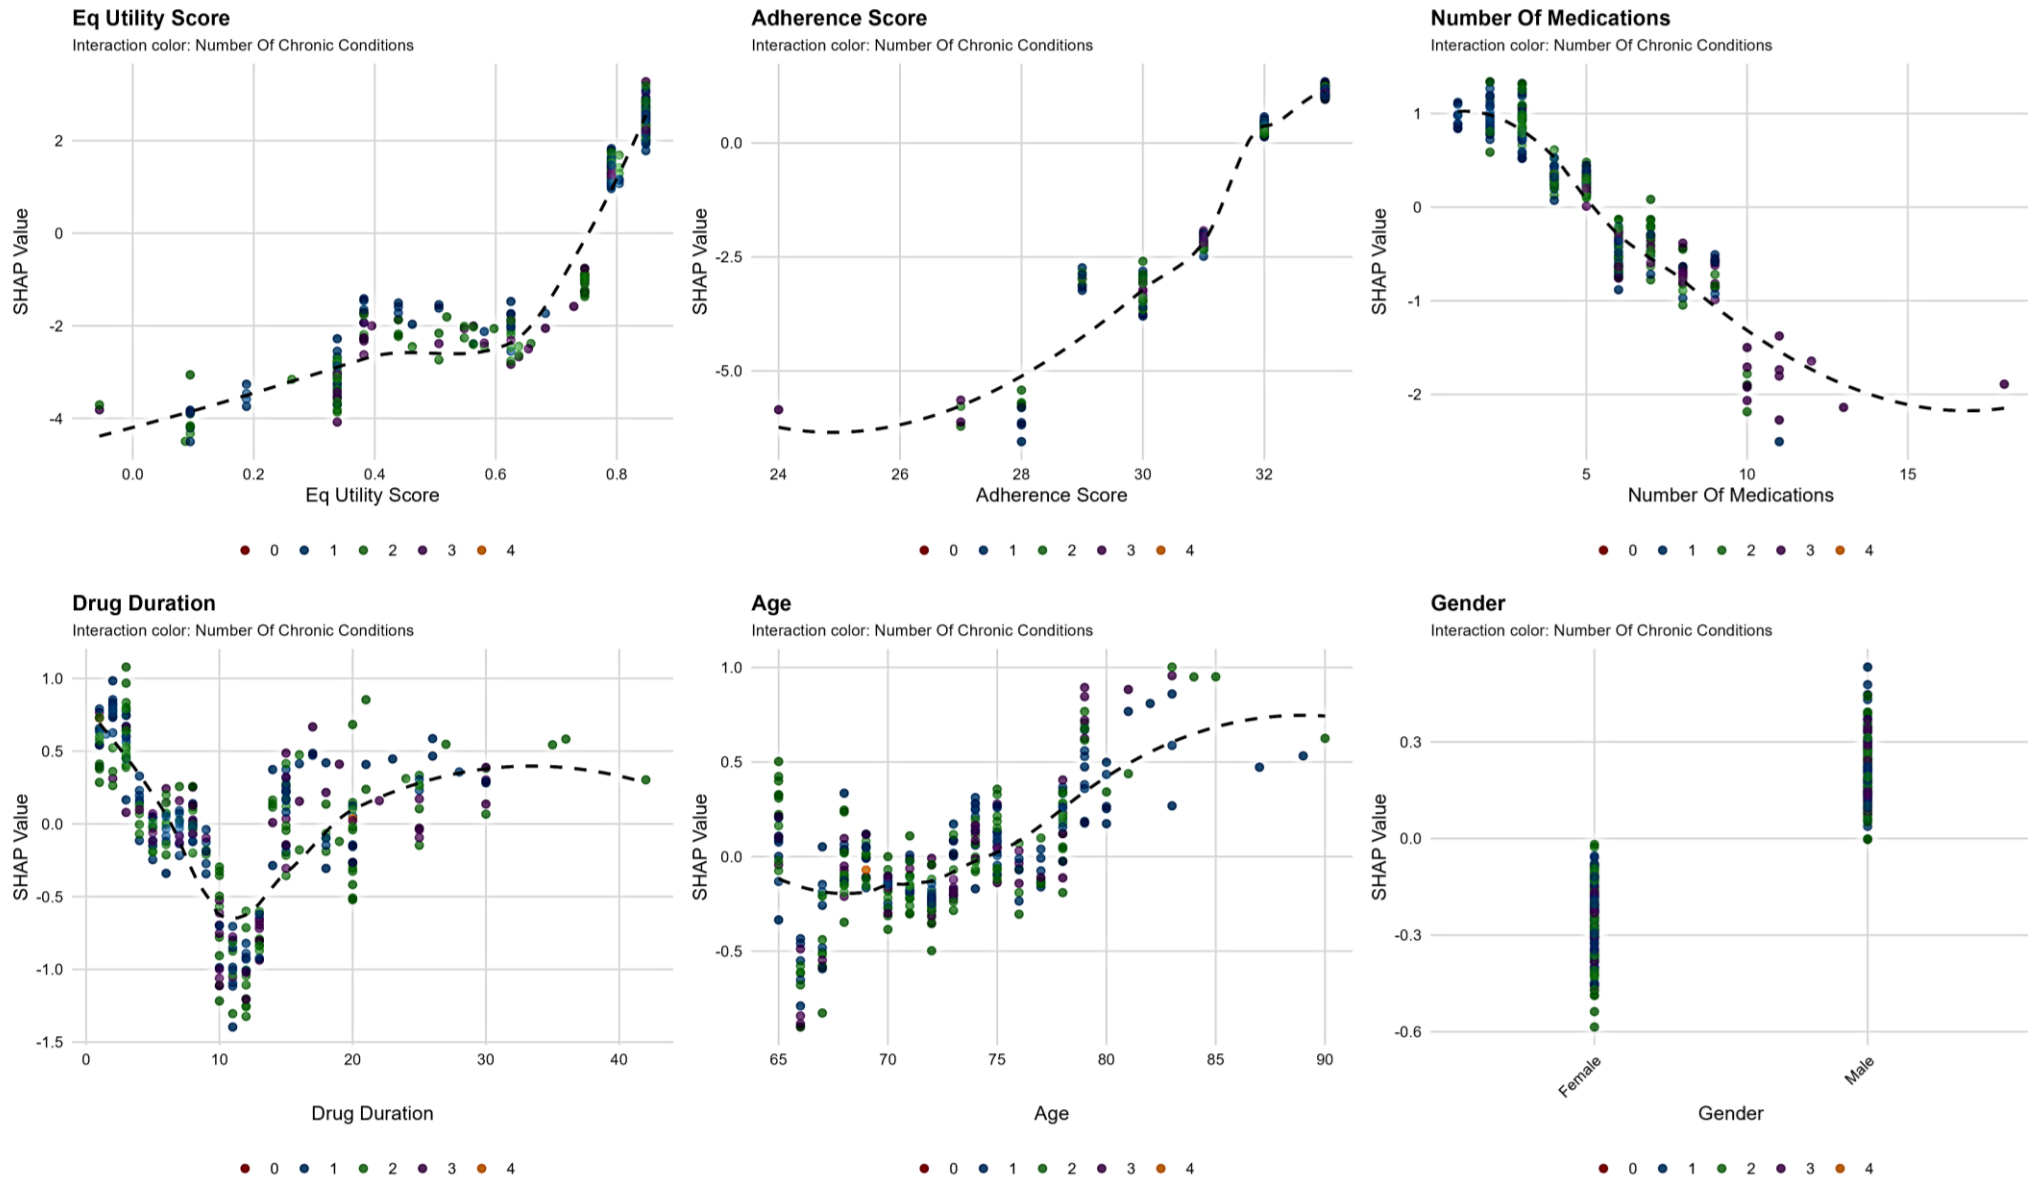 Eq Utility Score
Interaction color: Number Of Chronic Conditions
SHAP Value
2
0
-2
-4
0.0 0.2 0.4 0.6 0.8
Eq Utility Score
0 1 2 3 4
Adherence Score
Interaction color: Number Of Chronic Conditions
SHAP Value
0.0
-2.5
-5.0
24 26 28 30 32
Adherence Score
0 1 2 3 4
Number Of Medications
Interaction color: Number Of Chronic Conditions
SHAP Value
1
0
-1
-2
5 10 15
Number Of Medications
0 1 2 3 4
Drug Duration
Interaction color: Number Of Chronic Conditions
SHAP Value
1.0
0.5
0.0
-0.5
-1.0
-1.5
0 10 20 30 40
Drug Duration
0 1 2 3 4
Age
Interaction color: Number Of Chronic Conditions
SHAP Value
1.0
0.5
0.0
-0.5
65 70 75 80 85 90
Age
0 1 2 3 4
Gender
Interaction color: Number Of Chronic Conditions
SHAP Value
0.3
0.0
-0.3
-0.6
Female Male
Gender
0 1 2 3 4